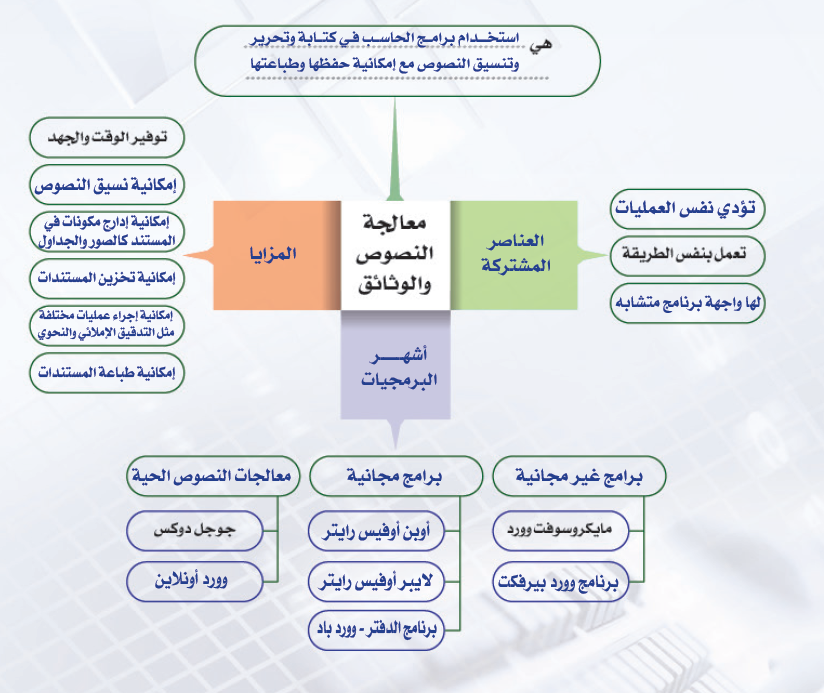 هي استخدام برامج الحاسب في كتابة وتحرير
وتنسيق النصوص مع إمكانية حفظها وطباعتها
معالجة
النصوص
والوثائق
العناصر
المشتركة
تؤدي نفس العمليات
تعمل بنفس الطريقة
لها واجهة برنامج متشابه
المزايا
توفير الوقت والجهد
إمكانية نسيق النصوص
إمكانية إدارج مكونات في
المستند كالصور والجداول
إمكانية تخزين المستندات
إمكانية إجراء عمليات مختلفة
مثل التدقيق الإملائي والنحوي
إمكانية طباعة المستندات
أشهر
البرمجيات
برامج غير مجانية
مايكروسوفت وورد
برنامج وورد بيرفكت
برامج مجانية
أوبن أوفيس رايتر
لايبر أوفيس رايتر
برنامج الدفتر - وورد باد
معالجات النصوص الحية
جوجل دوكس
وورد أونلاين